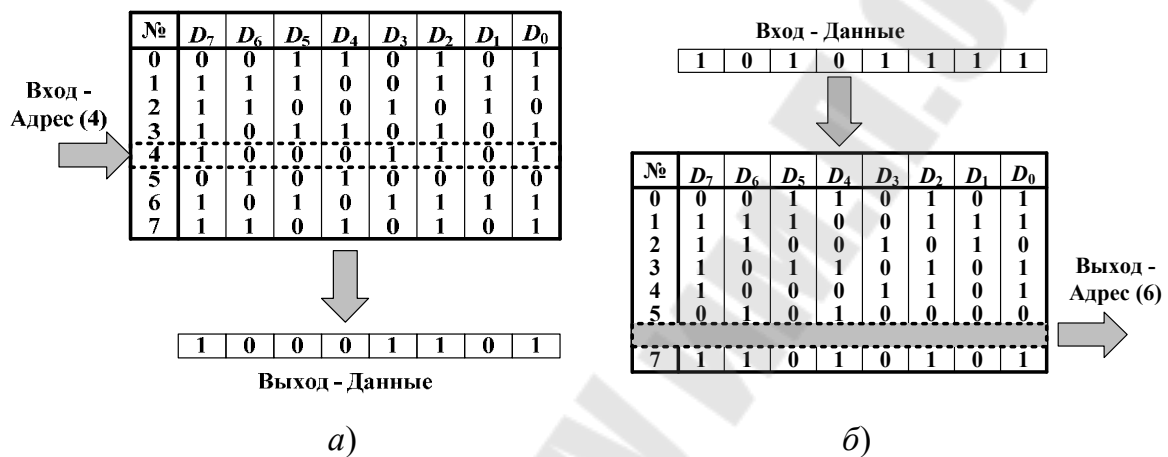 № D7 D6 D5 D4 D3 D2 D1 D0
0 0 0 1 1 0 1 0 1
1 1 1 1 0 0 1 1 1
2 1 1 0 0 1 0 1 0
3 1 0 1 1 0 1 0 1
4 1 0 0 0 1 1 0 1
5 0 1 0 1 0 0 0 0
6 1 0 1 0 1 1 1 1
7 1 1 0 1 0 1 0 1
Вход -
Адрес (4)
1 0 0 0 1 1 0 1
Выход - Данные
а)
Вход - Данные
1 0 1 0 1 1 1 1
№ D7 D6 D5 D4 D3 D2 D1 D0
0 0 0 1 1 0 1 0 1
1 1 1 1 0 0 1 1 1
2 1 1 0 0 1 0 1 0
3 1 0 1 1 0 1 0 1
4 1 0 0 0 1 1 0 1
5 0 1 0 1 0 0 0 0
7 1 1 0 1 0 1 0 1
Выход -
Адрес (6)
б)